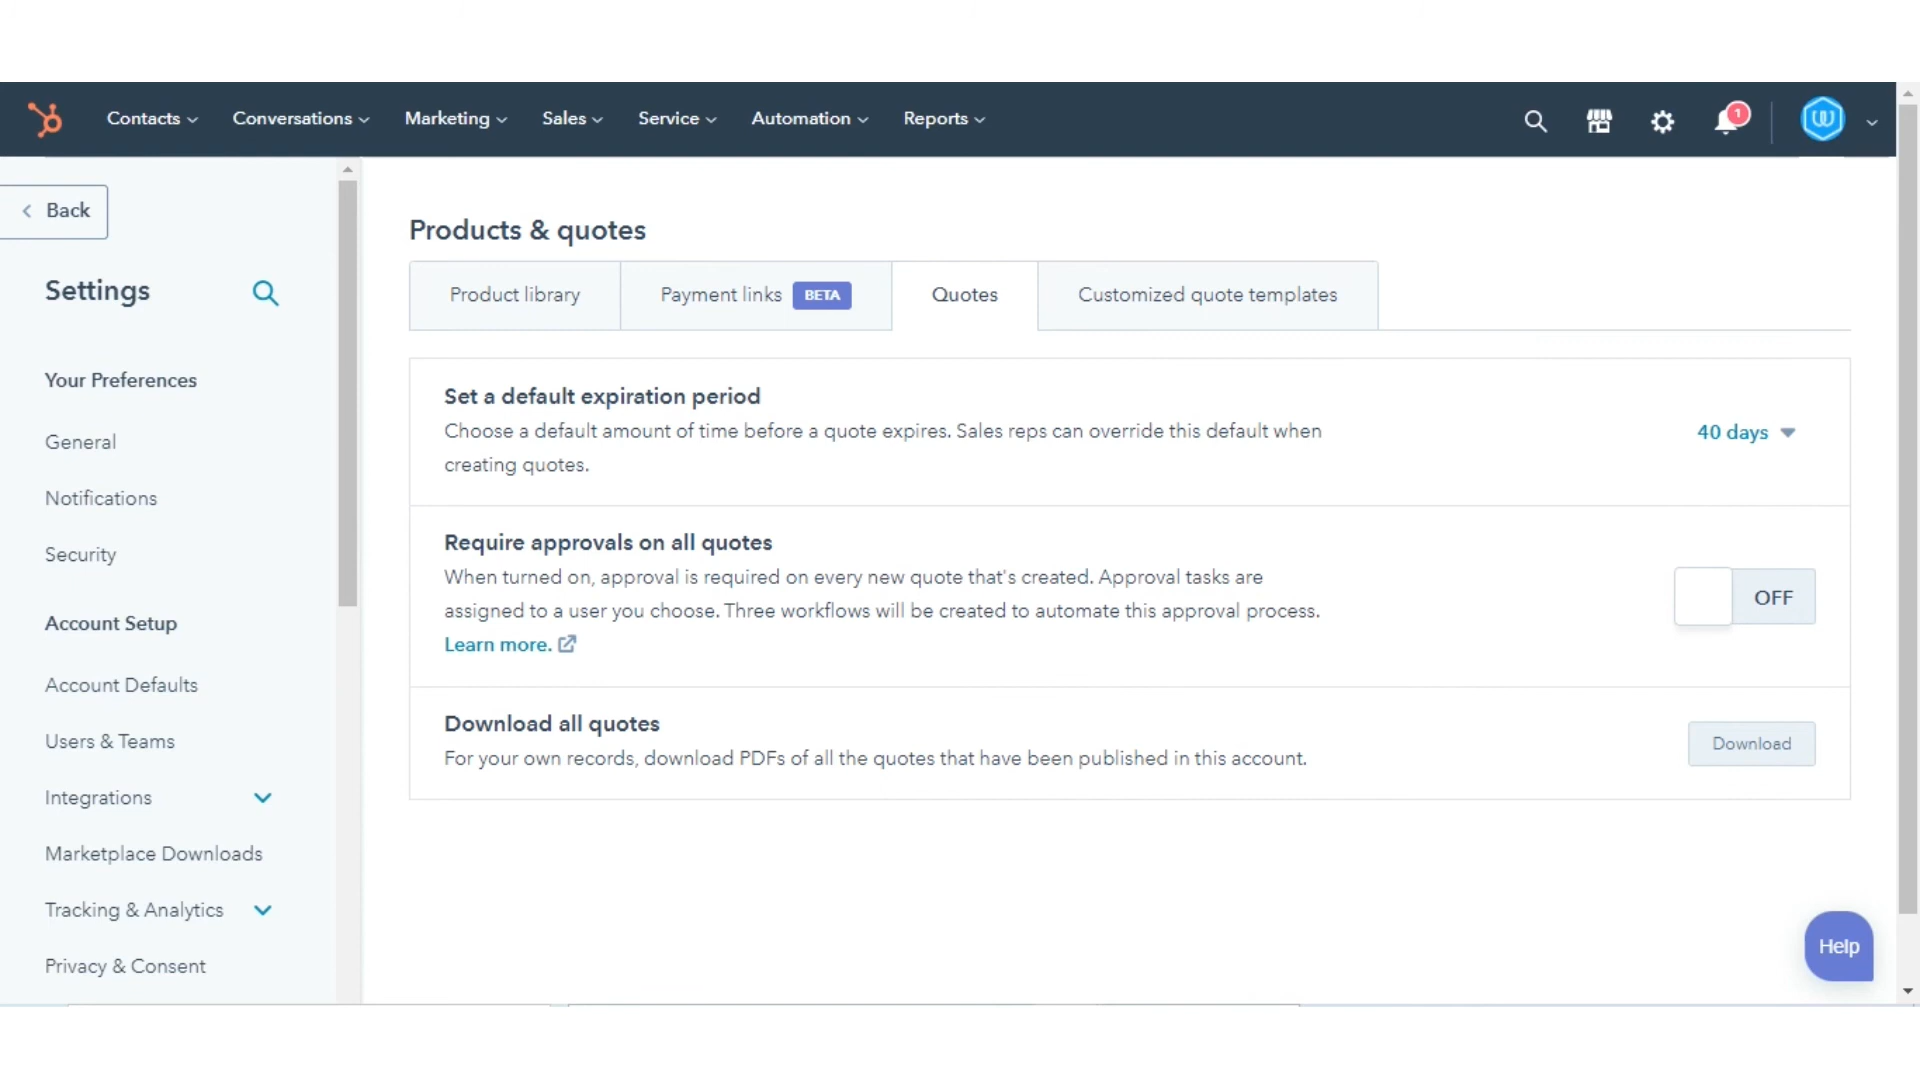 Contacts
Conversations
Marketing
Sales
Service
Automation
Reports
1
Back
Settings
Your Preferences
General
Notifications
Security
Account Setup
Account Defaults
Users & Teams
Integrations
Marketplace Downloads
Tracking & Analytics
Privacy & Consent
Products & quotes
Product library
Payment links BETA
Quotes
Customized quote templates
Set a default expiration period
Choose a default amount of time before a quote expires. Sales reps can override this default when
creating quotes.
40 days
Require approvals on all quotes
When turned on, approval is required on every new quote that's created. Approval tasks are
assigned to a user you choose. Three workflows will be created to automate this approval process.
Learn more.
OFF
Download all quotes
For your own records, download PDFs of all the quotes that have been published in this account.
Download
Help